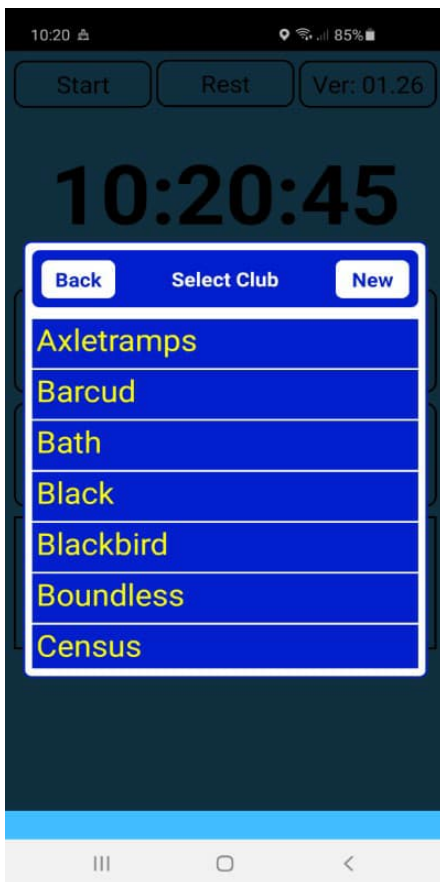 10:20 85%
Start Rest Ver: 01.26
10:20:45
Back Select Club New
Axletramps
Barcud
Bath
Black
Blackbird
Boundless
Census